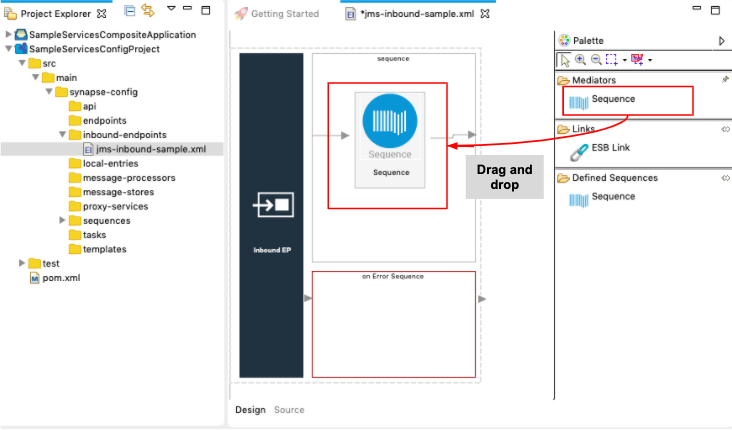 Project Explorer
SampleServicesCompositeApplication
SampleServicesConfigProject
src
main
synapse-config
api
endpoints
inbound-endpoints
jms-inbound-sample.xml
local-entries
message-processors
message-stores
proxy-services
sequences
tasks
templates
test
pom.xml
Getting Started
*jms-inbound-sample.xml
sequence
Sequence
Sequence
Inbound EP
on Error Sequence
Design Source
Drag and
drop
Palette
Mediators
Sequence
Links
ESB Link
Defined Sequences
Sequence